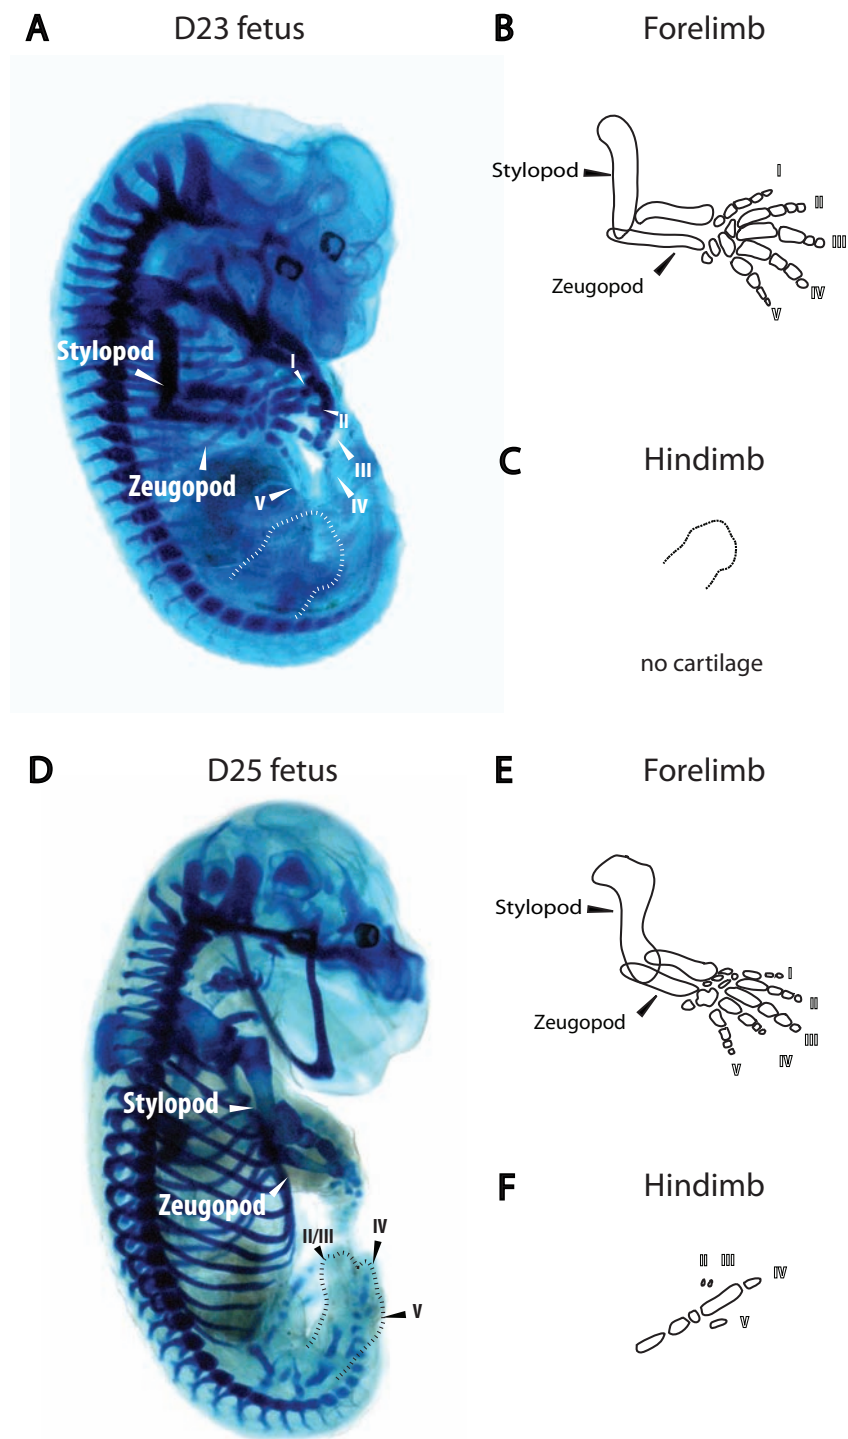 A
D23 fetus
Stylopod
Zeugopod
I
II
III
IV
V
B
Forelimb
Stylopod
Zeugopod
I
II
III
IV
V
C
Hindimb
no cartilage
D
D25 fetus
Stylopod
Zeugopod
II/III
IV
V
E
Forelimb
Stylopod
Zeugopod
I
II
III
IV
V
F
Hindimb
II III
IV
V